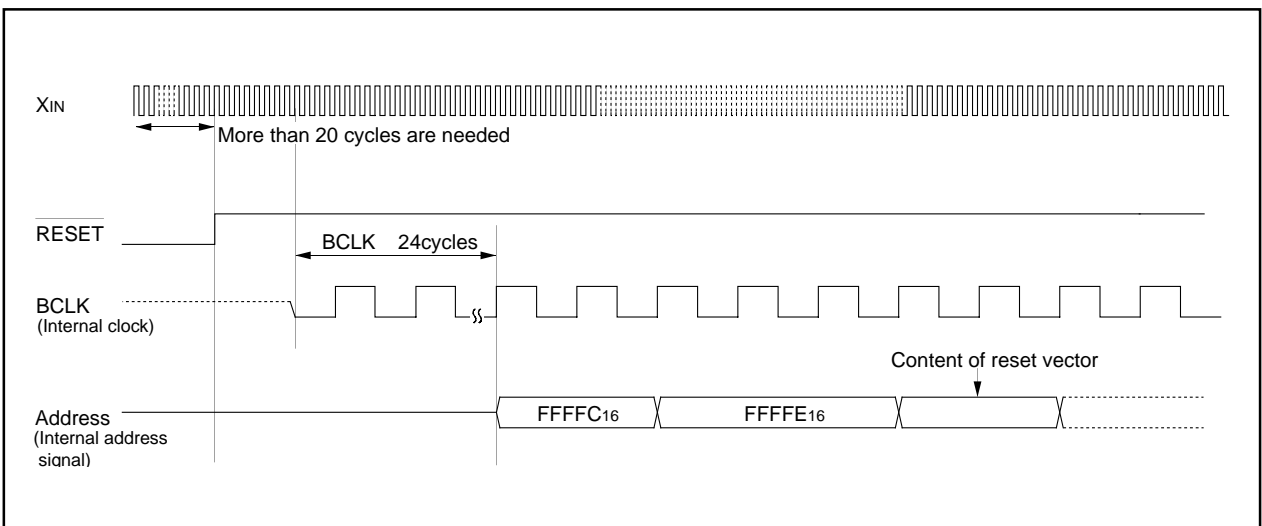 XIN
More than 20 cycles are needed
RESET
BCLK 24cycles
BCLK
(Internal clock)
Content of reset vector
Address
(Internal address
signal)
FFFFC16
FFFFE16